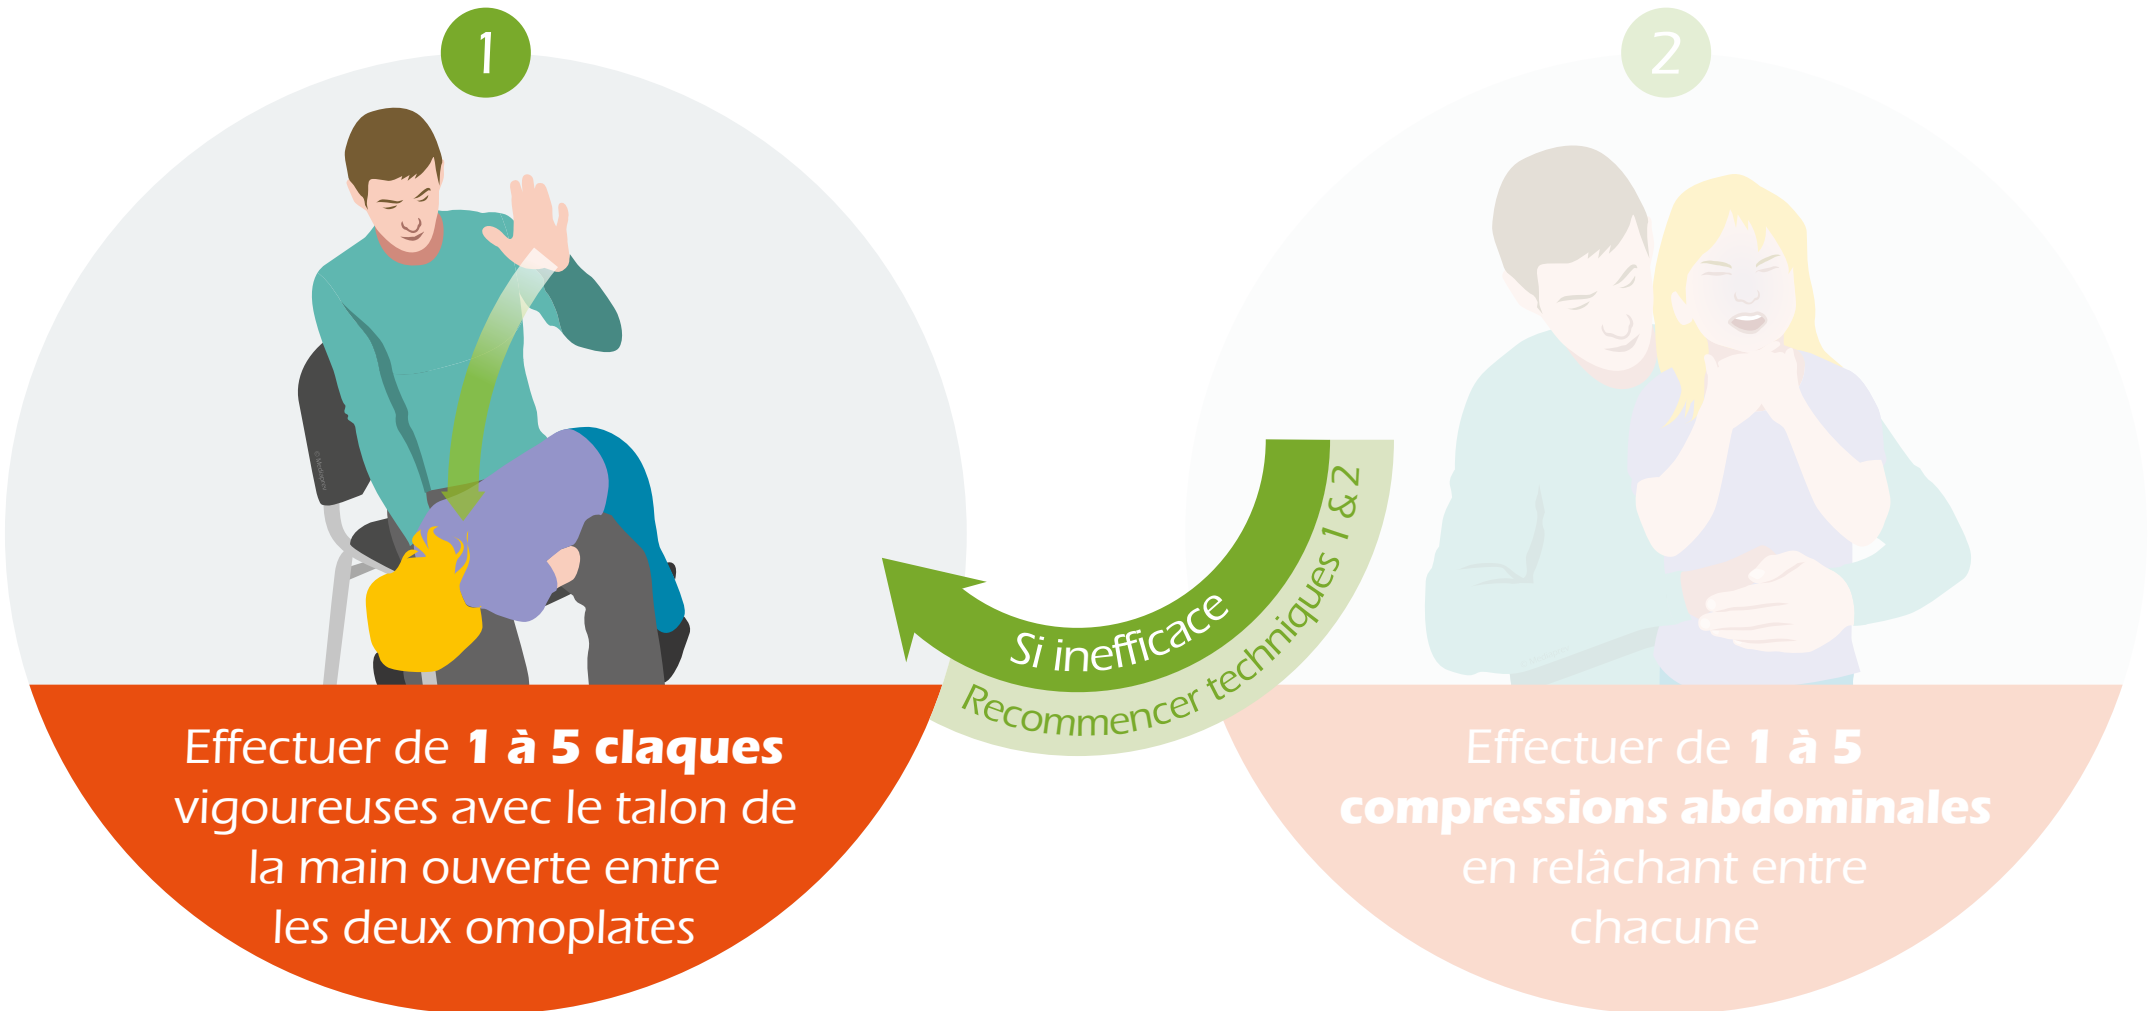 1
Effectuer de 1 à 5 claques
vigoureuses avec le talon de
la main ouverte entre
les deux omoplates
Si inefficace
Recommencer techniques 1 & 2
2
Effectuer de 1 à 5
compressions abdominales
en relâchant entre
chacune